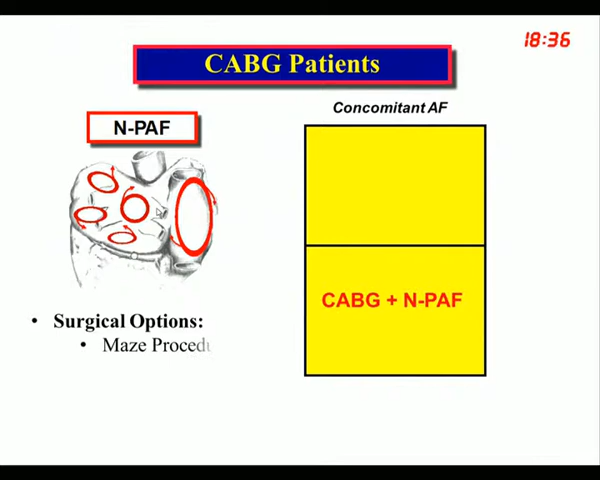 18:36
CABG Patients
Concomitant AF
N-PAF
CABG + N-PAF
• Surgical Options:
• Maze Procedu